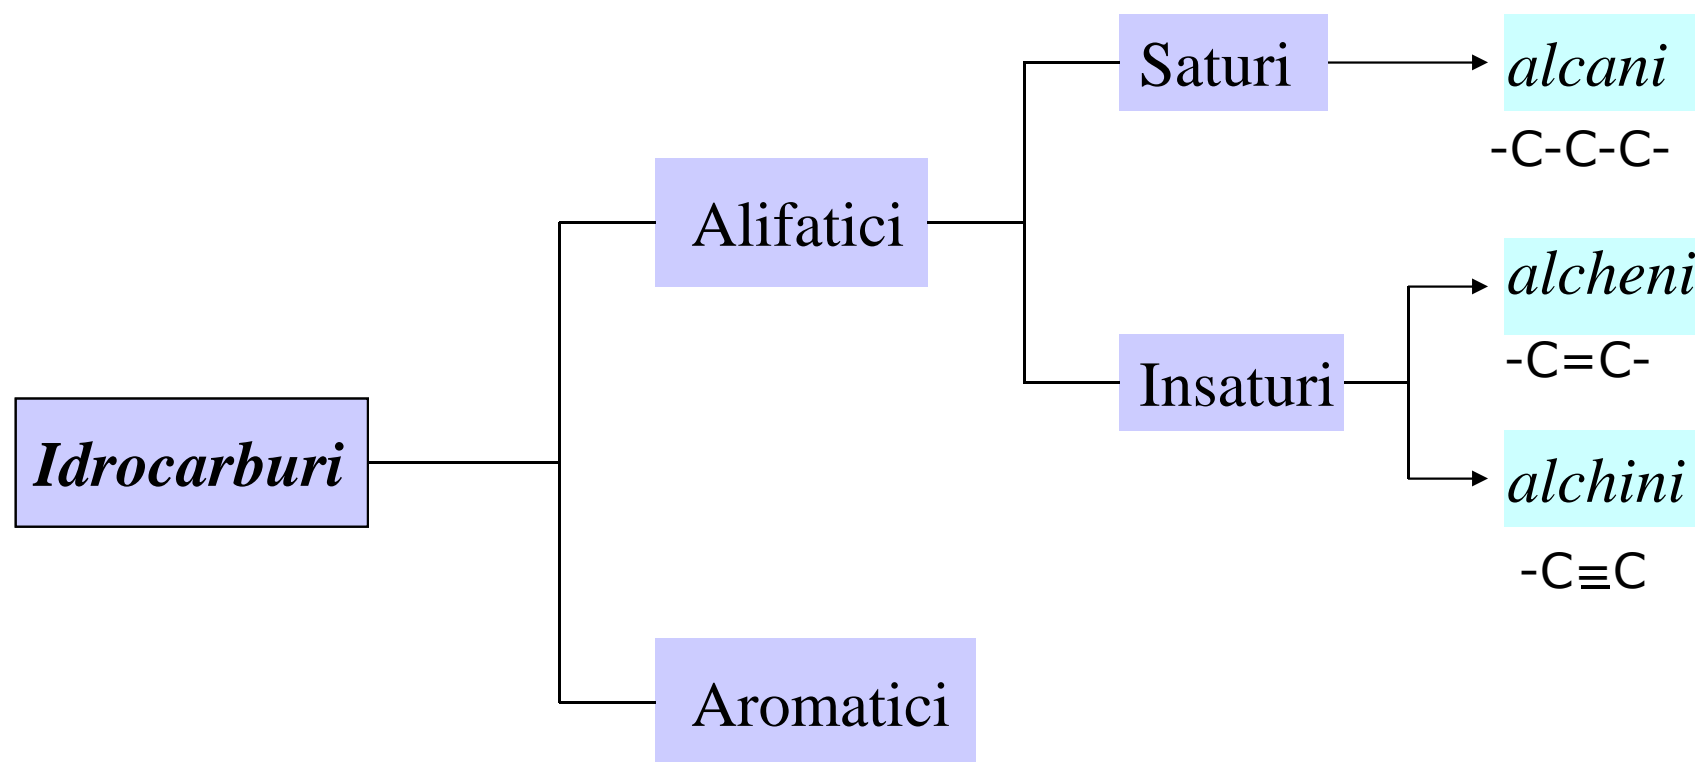 Saturi
alcani
-C-C-C-
Alifatici
alcheni
-C=C-
Insaturi
Idrocarburi
alchini
-C≡C
Aromatici